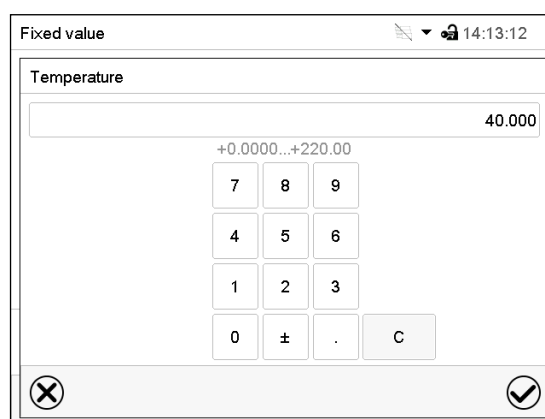 Fixed value 14:13:12
Temperature
40.000
+0.0000...+220.00
7 8 9
4 5 6
1 2 3
0 ± . C